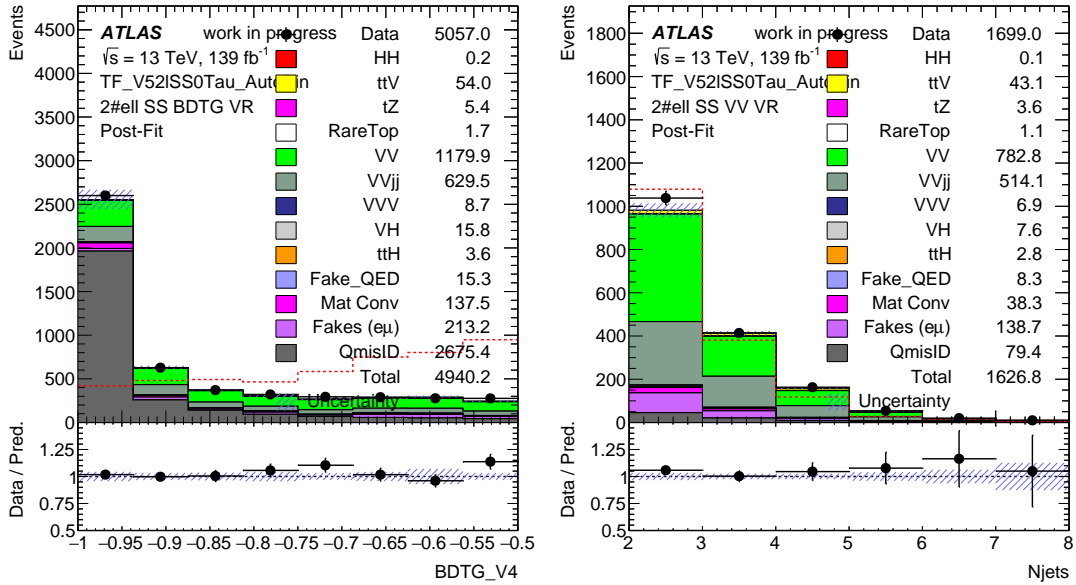 Events
4500
4000
3500
3000
2500
2000
1500
1000
500
0
ATLAS work in progress
√s = 13 TeV, 139 fb-1
TF_V52lSS0Tau_Auto in
2#ell SS BDTG VR
Post-Fit
Data 5057.0
HH 0.2
ttV 54.0
tZ 5.4
RareTop 1.7
VV 1179.9
VVjj 629.5
VVV 8.7
VH 15.8
ttH 3.6
Fake_QED 15.3
Mat Conv 137.5
Fakes (eμ) 213.2
QmisID 2675.4
Total 4940.2
Uncertainty
Data / Pred.
1.25
1
0.75
0.5
−1 −0.95 −0.9 −0.85 −0.8 −0.75 −0.7 −0.65 −0.6 −0.55 −0.5
BDTG_V4
Events
1800
1600
1400
1200
1000
800
600
400
200
0
ATLAS work in progress
√s = 13 TeV, 139 fb-1
TF_V52lSS0Tau_Auto in
2#ell SS VV VR
Post-Fit
Data 1699.0
HH 0.1
ttV 43.1
tZ 3.6
RareTop 1.1
VV 782.8
VVjj 514.1
VVV 6.9
VH 7.6
ttH 2.8
Fake_QED 8.3
Mat Conv 38.3
Fakes (eμ) 138.7
QmisID 79.4
Total 1626.8
Uncertainty
Data / Pred.
1.25
1
0.75
0.5
2 3 4 5 6 7 8
Njets